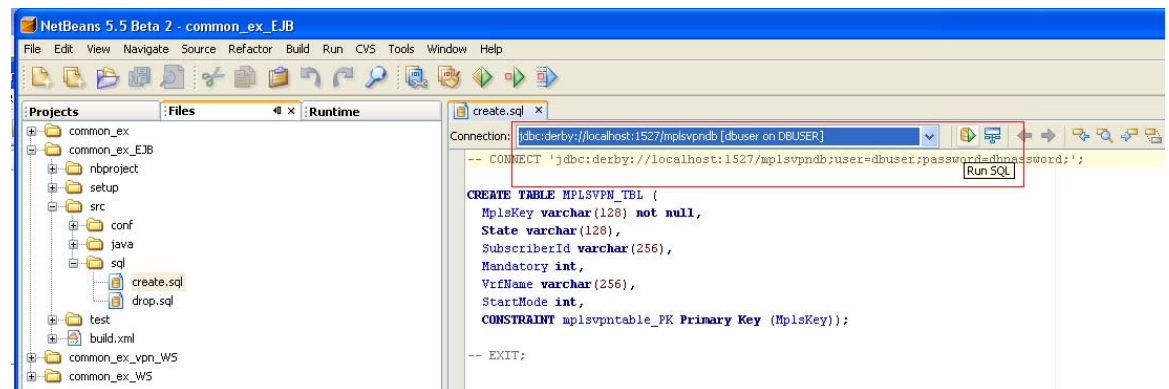 NetBeans 5.5 Beta 2 - common_ex_EJB
File Edit View Navigate Source Refactor Build Run CVS Tools Window Help
Projects Files Runtime
common_ex
common_ex_EJB
nbproject
setup
src
conf
java
sql
create.sql
drop.sql
test
build.xml
common_ex_vpn_WS
common_ex_WS
create.sql
Connection: jdbc:derby://localhost:1527/mplsvpndb [dbuser on DBUSER]
-- CONNECT 'jdbc:derby://localhost:1527/mplsvpndb;user=dbuser;password=dbpassword;';
Run SQL
CREATE TABLE MPLSVPN_TBL (
MplsKey varchar(128) not null,
State varchar(128),
SubscriberId varchar(256),
Mandatory int,
VrfName varchar(256),
StartMode int,
CONSTRAINT mplsvpntable_PK Primary Key (MplsKey));
-- EXIT;